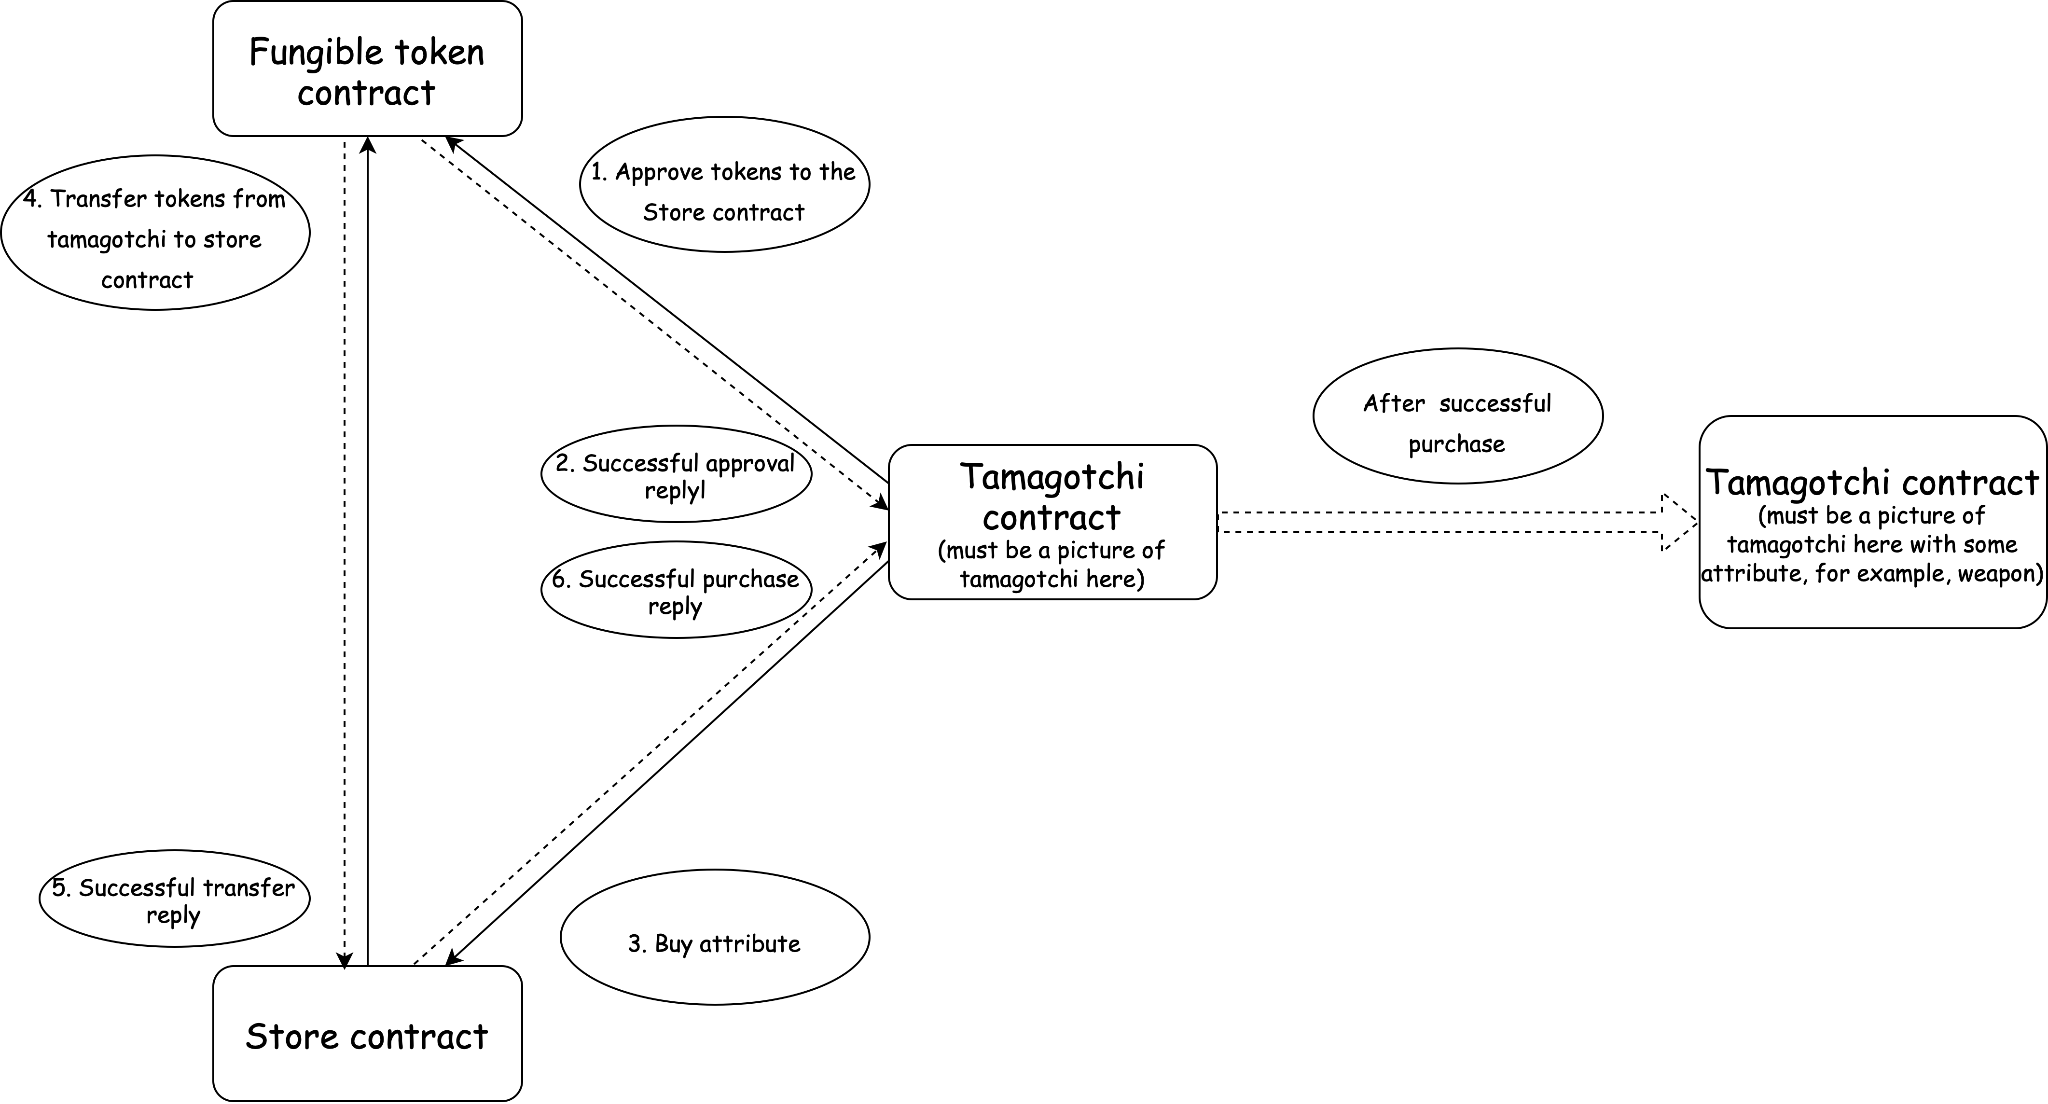 Fungible token
contract
1. Approve tokens to the
Store contract
4. Transfer tokens from
tamagotchi to store
contract
2. Successful approval
replyl
6. Successful purchase
reply
Tamagotchi
contract
(must be a picture of
tamagotchi here)
After  successful
purchase
Tamagotchi contract
(must be a picture of
tamagotchi here with some
attribute, for example, weapon)
5. Successful transfer
reply
3. Buy attribute
Store contract